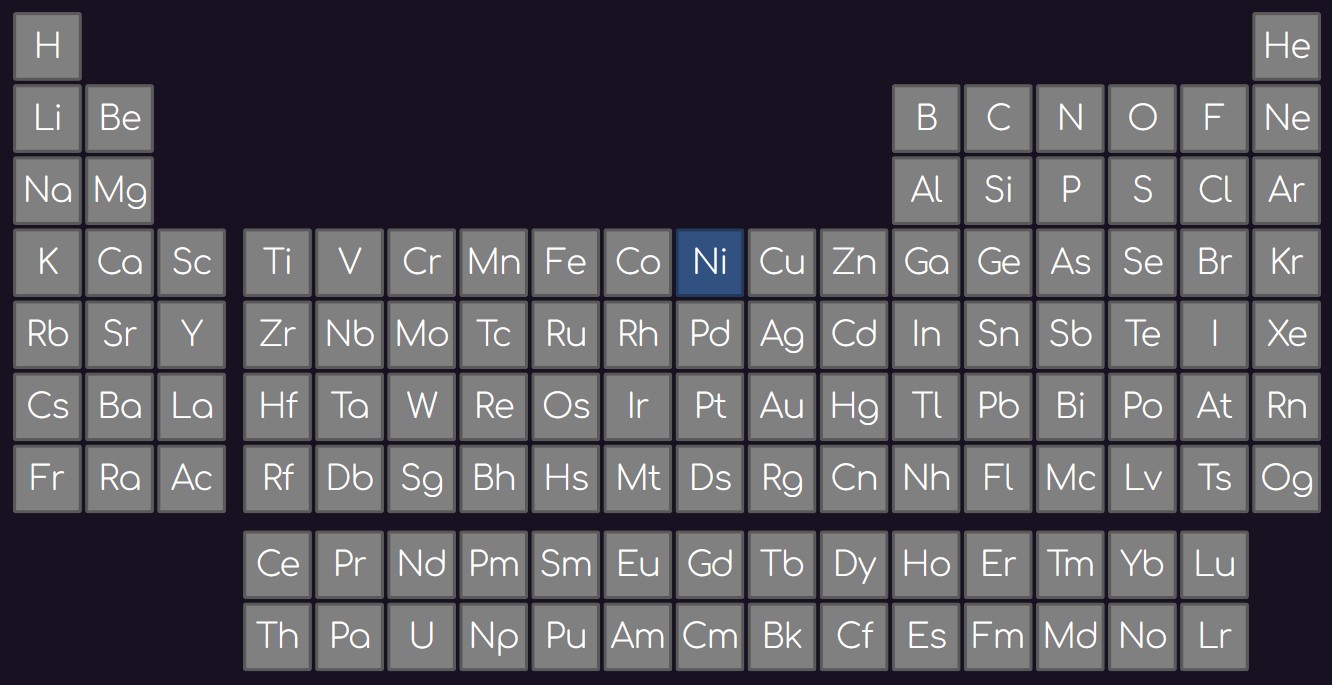 H He
Li Be B C N O F Ne
Na Mg Al Si P S Cl Ar
K Ca Sc Ti V Cr Mn Fe Co Ni Cu Zn Ga Ge As Se Br Kr
Rb Sr Y Zr Nb Mo Tc Ru Rh Pd Ag Cd In Sn Sb Te I Xe
Cs Ba La Hf Ta W Re Os Ir Pt Au Hg Tl Pb Bi Po At Rn
Fr Ra Ac Rf Db Sg Bh Hs Mt Ds Rg Cn Nh Fl Mc Lv Ts Og
Ce Pr Nd Pm Sm Eu Gd Tb Dy Ho Er Tm Yb Lu
Th Pa U Np Pu Am Cm Bk Cf Es Fm Md No Lr